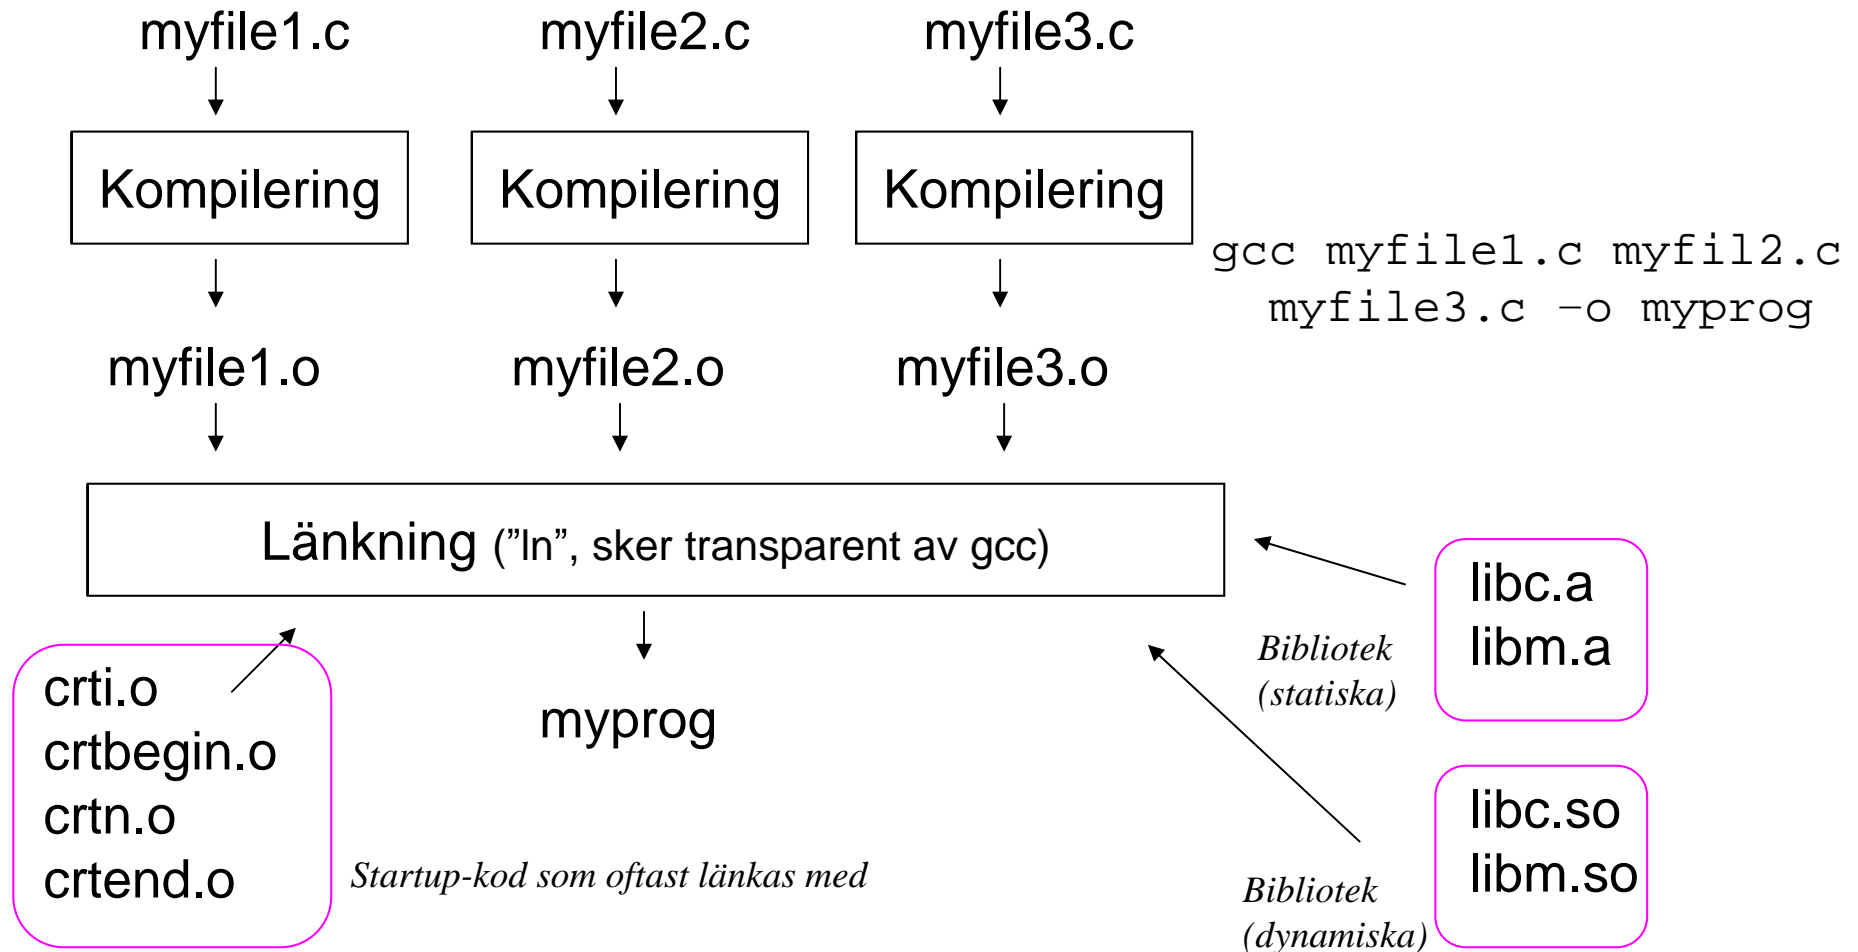 myfile1.c myfile2.c myfile3.c
Kompilering Kompilering Kompilering
gcc myfile1.c myfil2.c
myfile3.c –o myprog
myfile1.o myfile2.o myfile3.o
Länkning (”ln”, sker transparent av gcc)
libc.a
libm.a
Bibliotek
(statiska)
crti.o
crtbegin.o
crtn.o
crtend.o
myprog
Startup-kod som oftast länkas med
libc.so
libm.so
Bibliotek
(dynamiska)